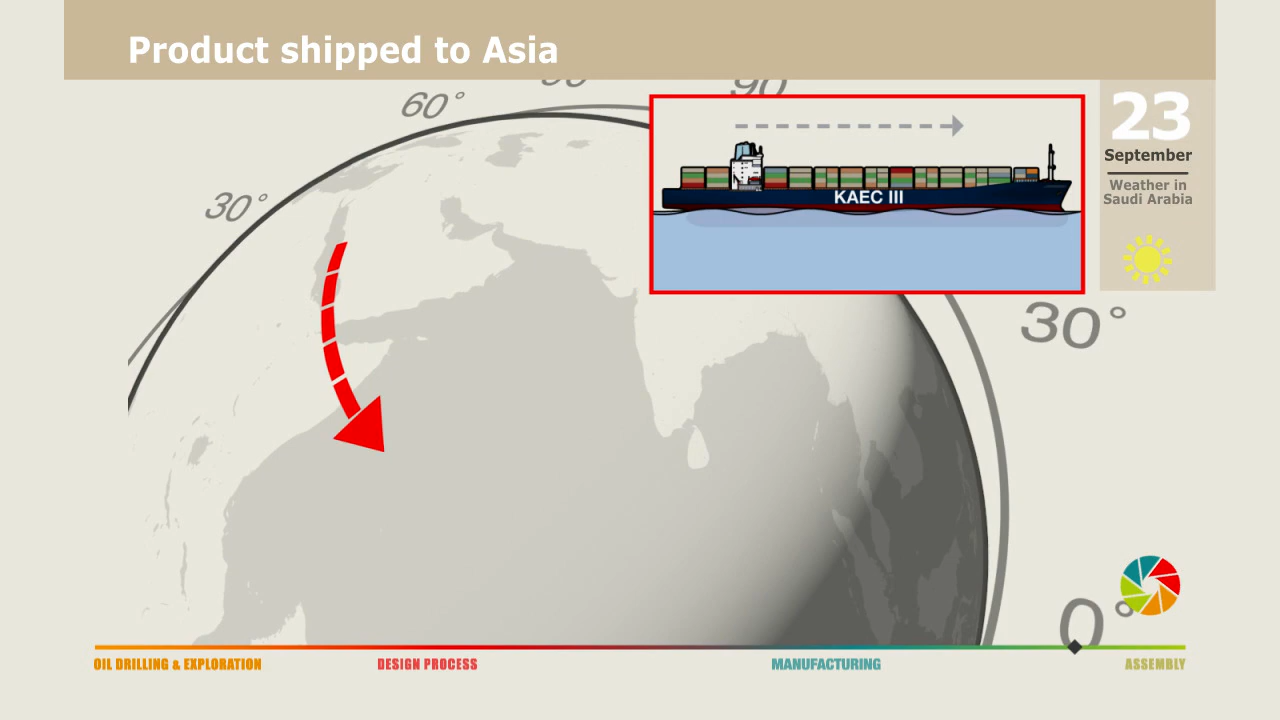 Product shipped to Asia
60°
90
30°
23
September
Weather in
Saudi Arabia
KAEC III
30°
0°
OIL DRILLING & EXPLORATION
DESIGN PROCESS
MANUFACTURING
ASSEMBLY